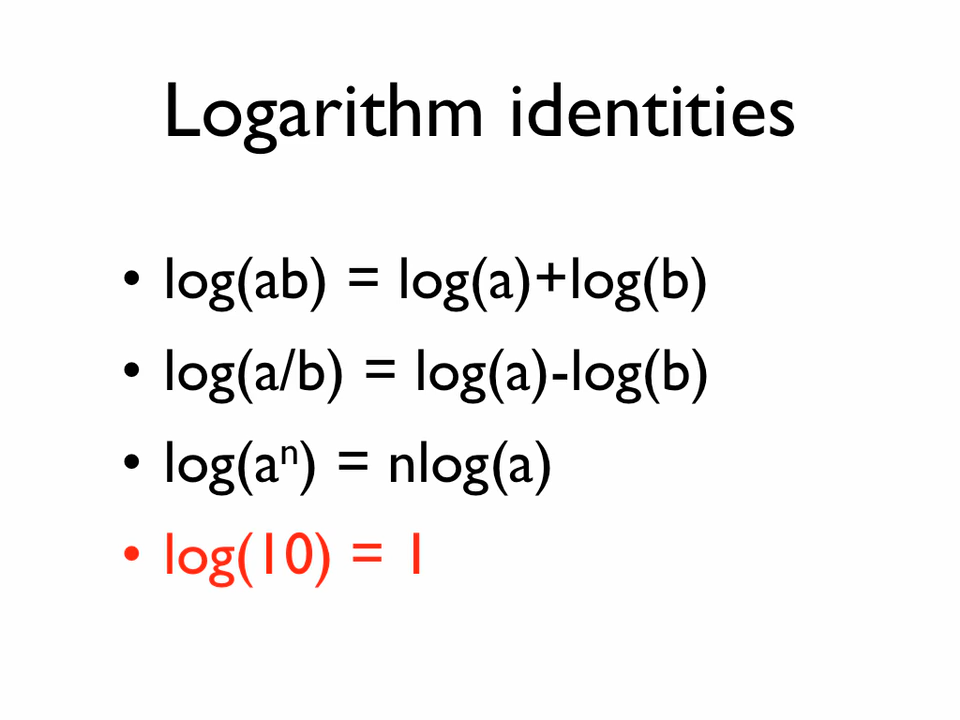 Logarithm identities
• log(ab) = log(a)+log(b)
• log(a/b) = log(a)-log(b)
• log(aⁿ) = nlog(a)
• log(10) = 1